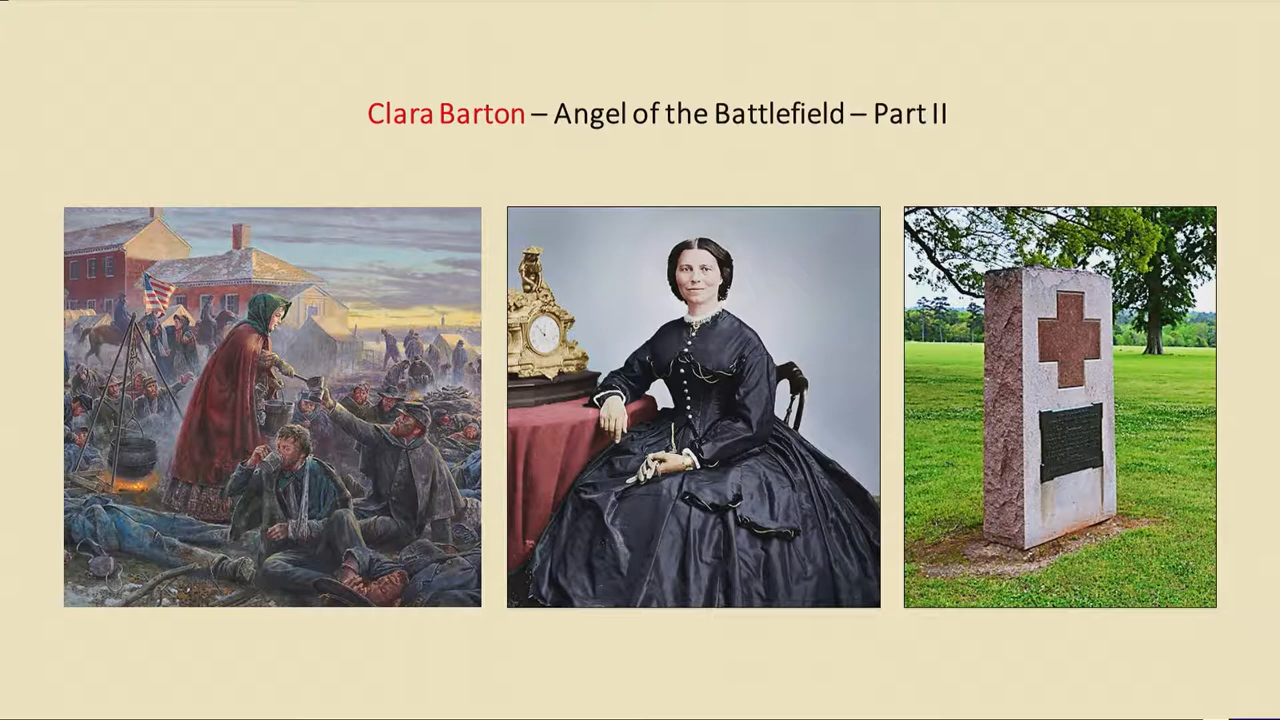 Clara Barton – Angel of the Battlefield – Part II